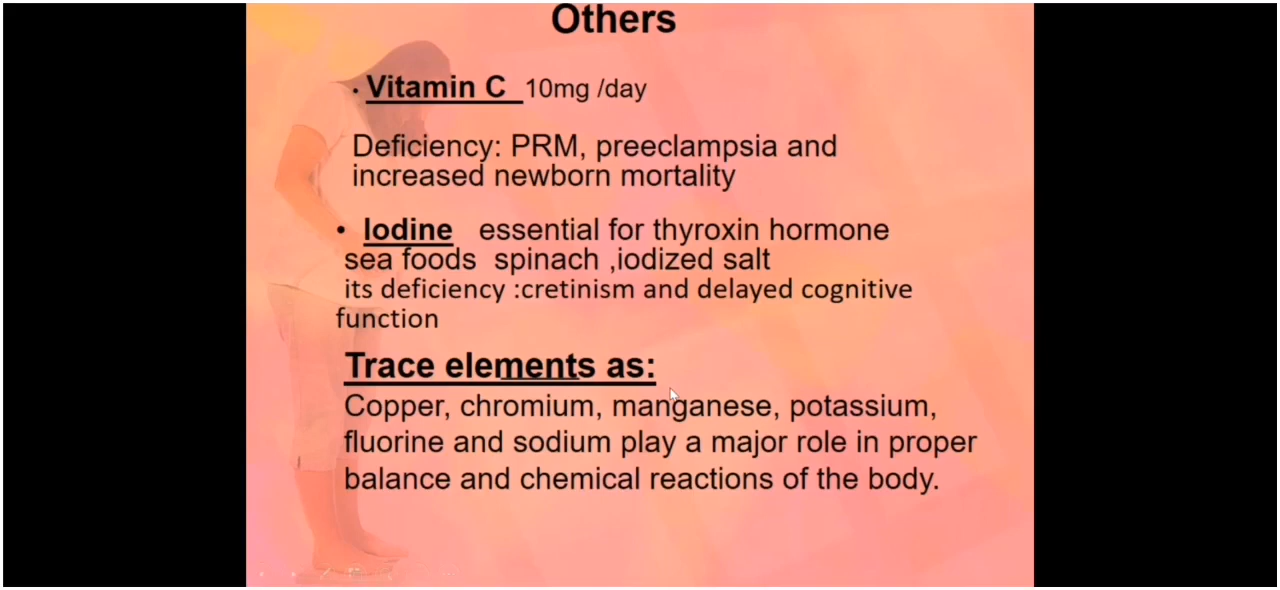 Others
• Vitamin C 10mg /day
Deficiency: PRM, preeclampsia and
increased newborn mortality
• Iodine essential for thyroxin hormone
sea foods spinach ,iodized salt
its deficiency :cretinism and delayed cognitive
function
Trace elements as:
Copper, chromium, manganese, potassium,
fluorine and sodium play a major role in proper
balance and chemical reactions of the body.